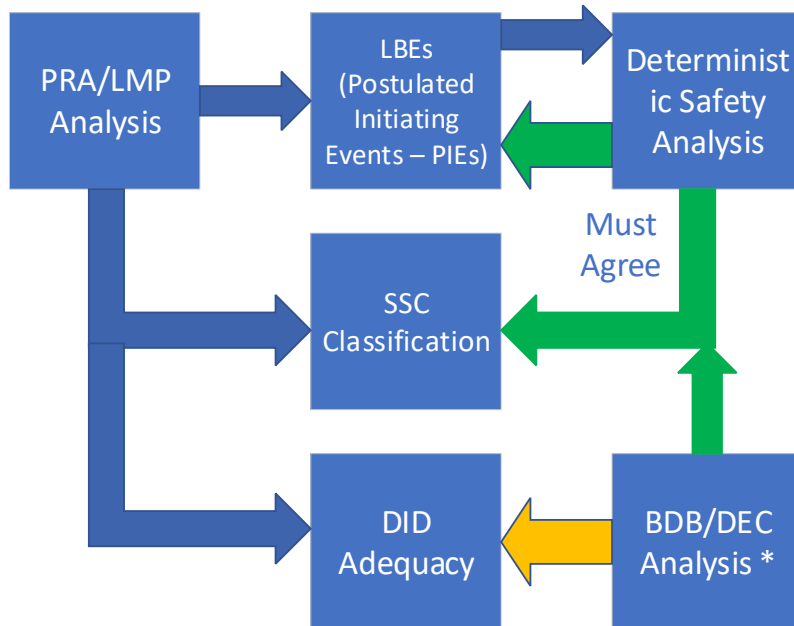 PRA/LMP
Analysis
LBEs
(Postulated
Initiating
Events – PIEs)
Determinist
ic Safety
Analysis
Must
Agree
SSC
Classification
DID
Adequacy
BDB/DEC
Analysis *